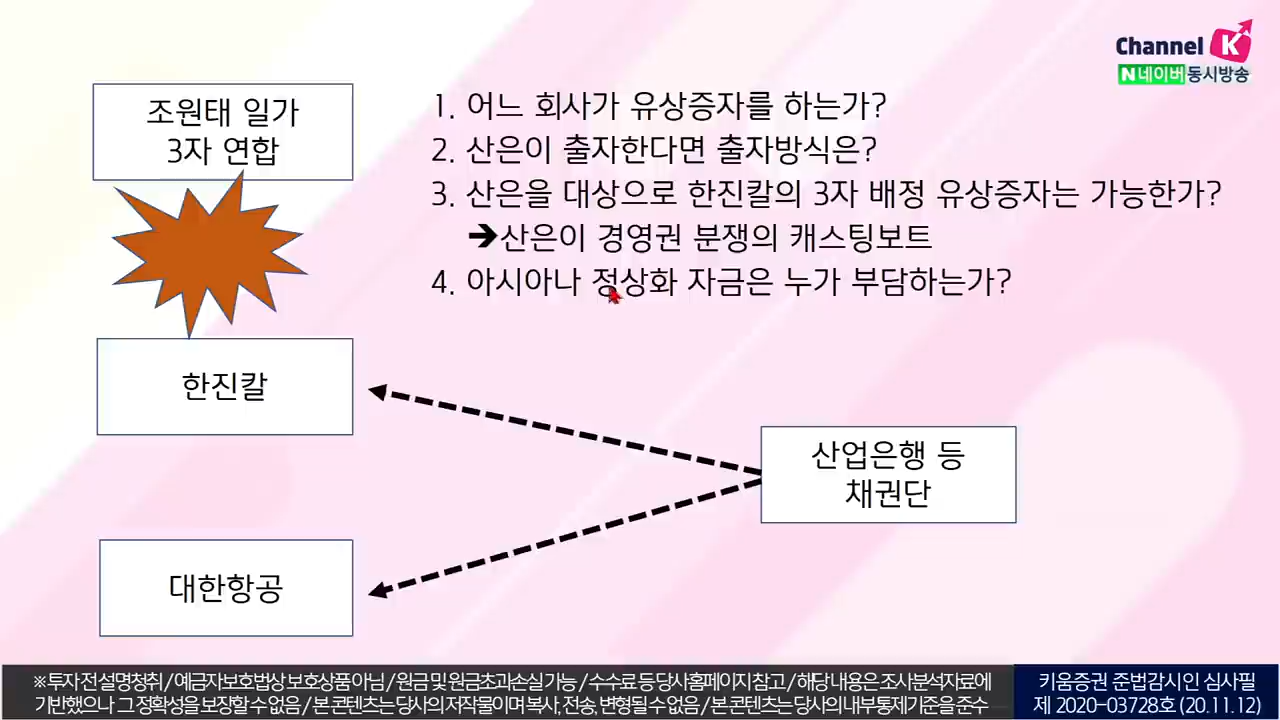 Channel K
N네이버동시방송
조원태 일가
3자 연합
1. 어느 회사가 유상증자를 하는가?
2. 산은이 출자한다면 출자방식은?
3. 산은을 대상으로 한진칼의 3자 배정 유상증자는 가능한가?
➔산은이 경영권 분쟁의 캐스팅보트
4. 아시아나 정상화 자금은 누가 부담하는가?
한진칼
산업은행 등
채권단
대한항공
※투자 전 설명청취 / 예금자보호법상 보호상품 아님 / 원금 및 원금초과손실 가능 / 수수료 등 당사홈페이지 참고 / 해당 내용은 조사분석자료에
기반했으나 그 정확성을 보장할 수 없음 / 본 콘텐츠는 당사의 저작물이며 복사, 전송, 변형될 수 없음 / 본 콘텐츠는 당사의 내부통제기준을 준수
키움증권 준법감시인 심사필
제 2020-03728호 (20.11.12)